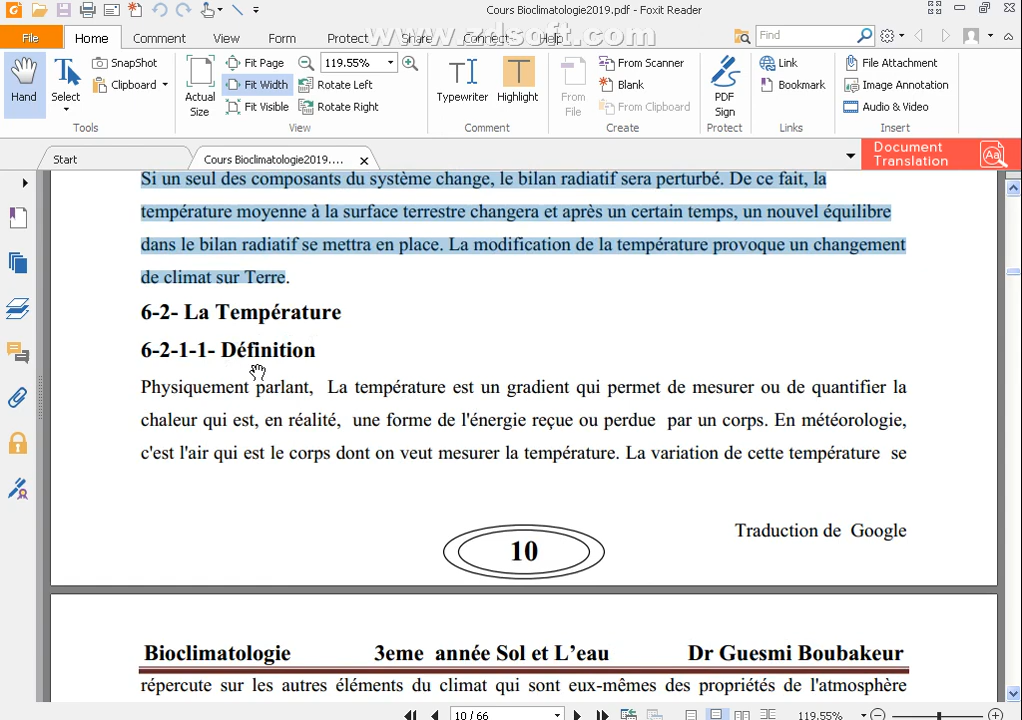 Cours Bioclimatologie2019.pdf - Foxit Reader
File Home Comment View Form Protect Share Connect Help Find
www.zdsoft.com
Hand
Select
SnapShot
Clipboard
Tools
Actual Size
Fit Page
Fit Width
Fit Visible
119.55%
Rotate Left
Rotate Right
View
Typewriter
Highlight
Comment
From File
From Scanner
Blank
From Clipboard
Create
PDF Sign
Protect
Link
Bookmark
Links
File Attachment
Image Annotation
Audio & Video
Insert
Start
Cours Bioclimatologie2019....
Document Translation
Si un seul des composants du système change, le bilan radiatif sera perturbé. De ce fait, la
température moyenne à la surface terrestre changera et après un certain temps, un nouvel équilibre
dans le bilan radiatif se mettra en place. La modification de la température provoque un changement
de climat sur Terre.
6-2- La Température
6-2-1-1- Définition
Physiquement parlant, La température est un gradient qui permet de mesurer ou de quantifier la
chaleur qui est, en réalité, une forme de l'énergie reçue ou perdue par un corps. En météorologie,
c'est l'air qui est le corps dont on veut mesurer la température. La variation de cette température se
Traduction de Google
10
Bioclimatologie 3eme année Sol et L’eau Dr Guesmi Boubakeur
répercute sur les autres éléments du climat qui sont eux-mêmes des propriétés de l'atmosphère
10 / 66
119.55%